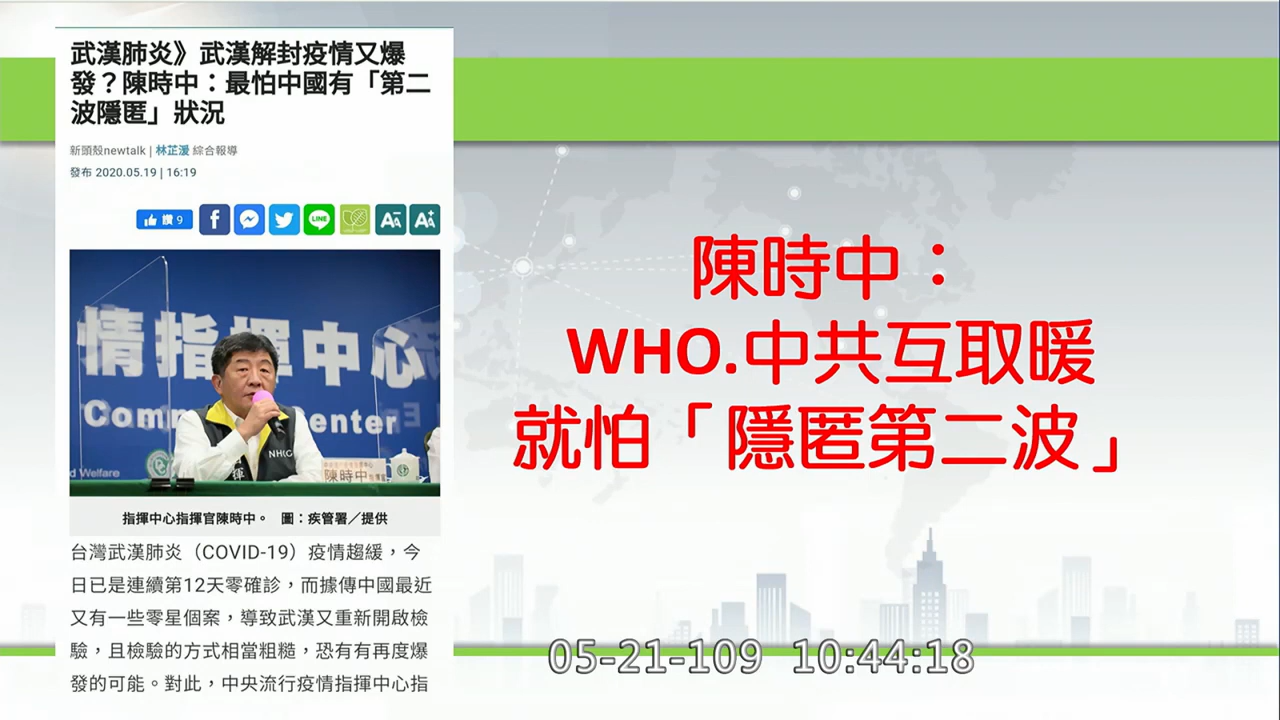 武漢肺炎》武漢解封疫情又爆
發？陳時中：最怕中國有「第二
波隱匿」狀況
新頭殼newtalk | 林芷瑗 綜合報導
發布 2020.05.19 | 16:19
讚 9
LINE
情指揮中心
Com and Center
d Welfare
NHC
陳時中
指揮中心指揮官陳時中。 圖：疾管署／提供
台灣武漢肺炎（COVID-19）疫情趨緩，今
日已是連續第12天零確診，而據傳中國最近
又有一些零星個案，導致武漢又重新開啟檢
驗，且檢驗的方式相當粗糙，恐有有再度爆
發的可能。對此，中央流行疫情指揮中心指
陳時中：
WHO.中共互取暖
就怕「隱匿第二波」
05-21-109 10:44:18